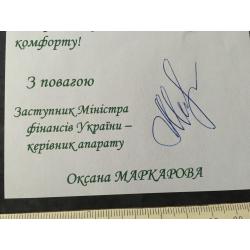 комфорту!
З повагою
Заступник Міністра
фінансів України –
керівник апарату
Оксана МАРКАРОВА